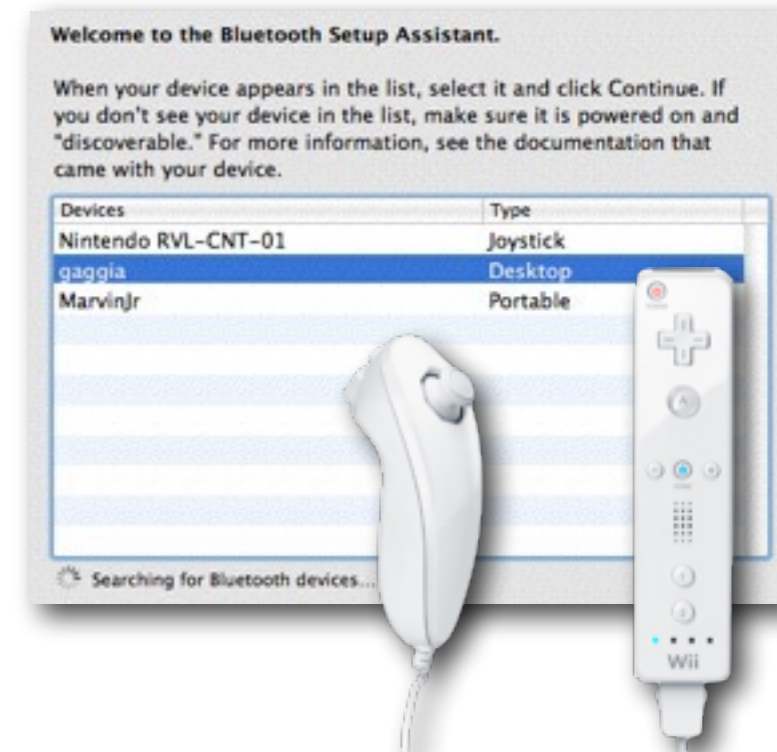 Welcome to the Bluetooth Setup Assistant.
When your device appears in the list, select it and click Continue. If
you don't see your device in the list, make sure it is powered on and
"discoverable." For more information, see the documentation that
came with your device.
Devices Type
Nintendo RVL-CNT-01 Joystick
gaggia Desktop
MarvinJr Portable
A
HOME
1
2
Searching for Bluetooth devices...
Wii